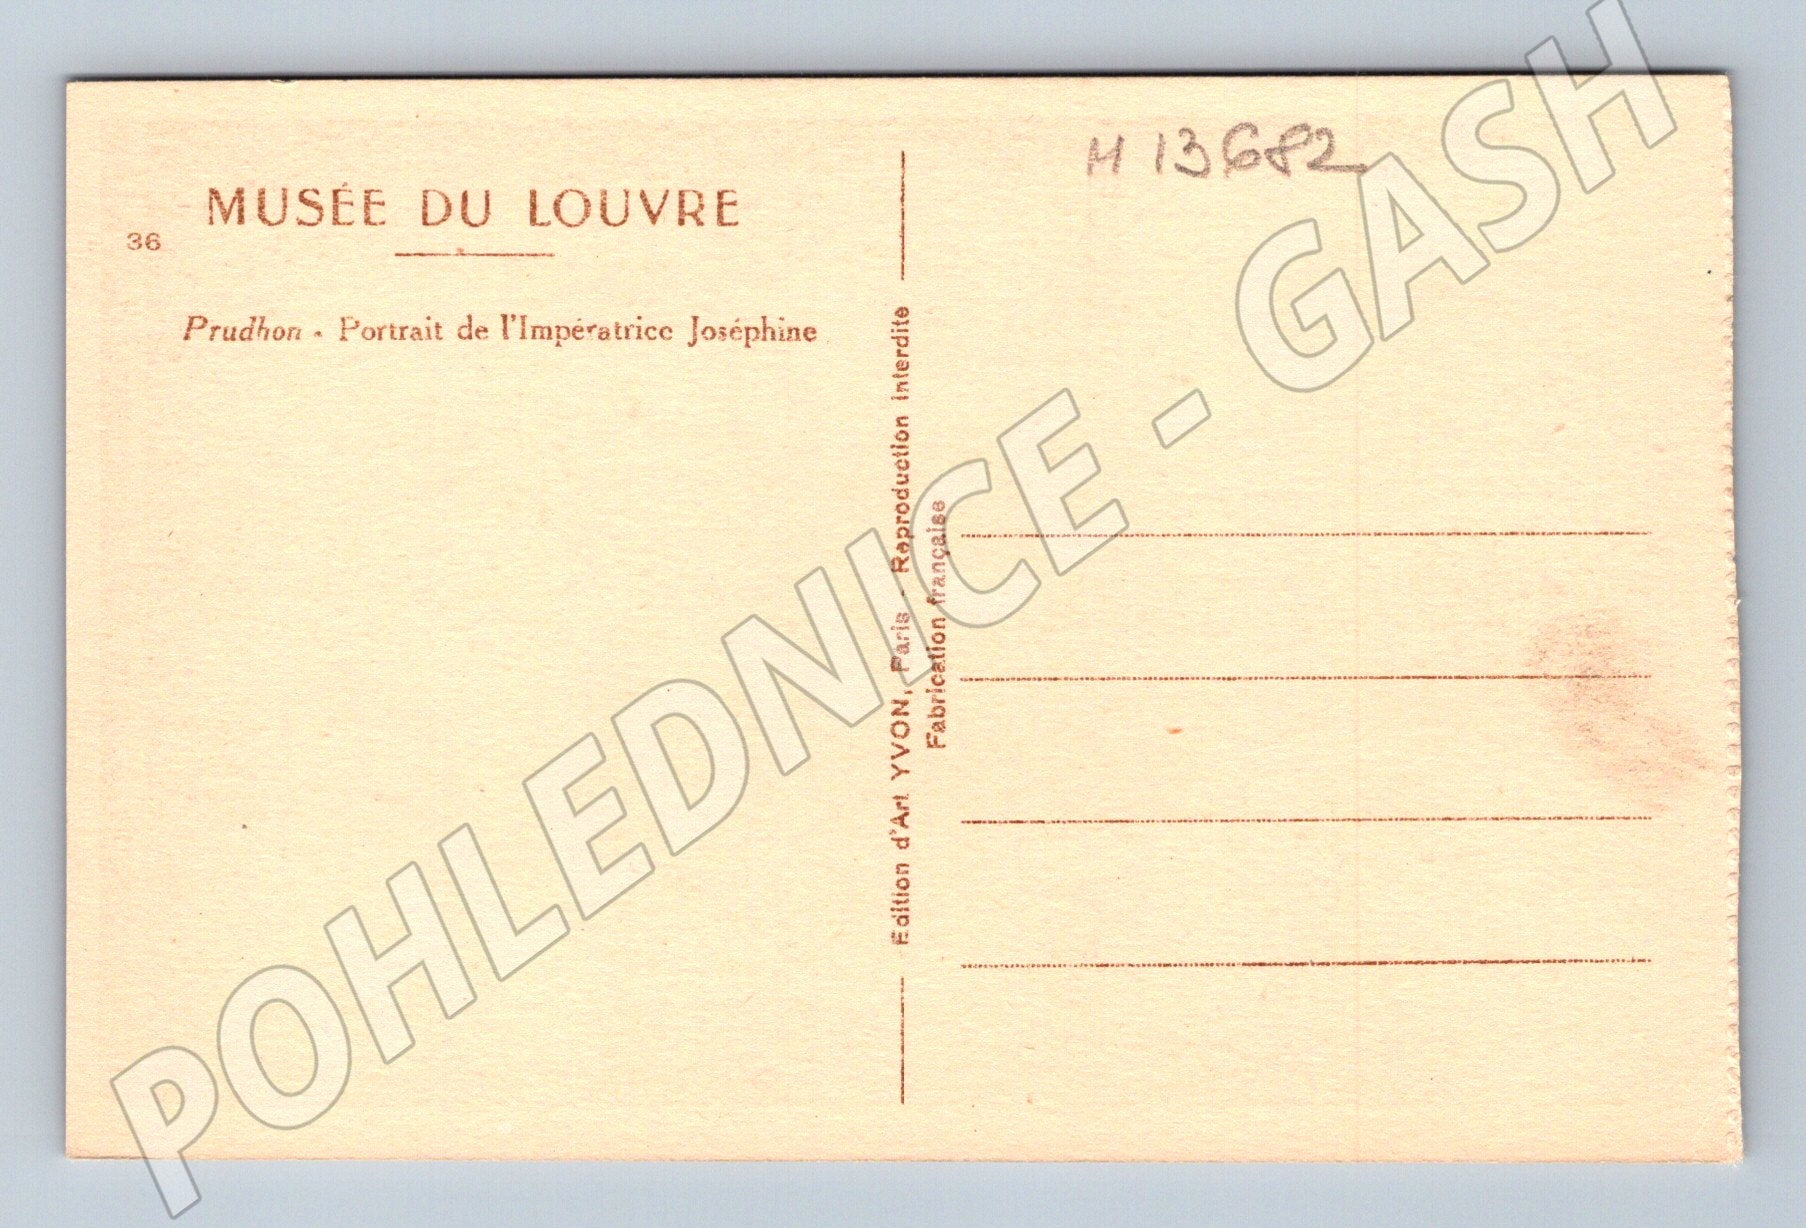 MUSÉE DU LOUVRE
36
Prudhon - Portrait de l'Impératrice Joséphine
Edition d'Art YVON, Paris - Reproduction interdite
Fabrication française
H 13682
POHLEDNICE - GASH